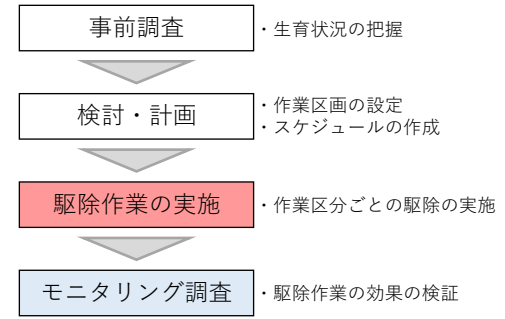 事前調査
・生育状況の把握
検討・計画
・作業区画の設定
・スケジュールの作成
駆除作業の実施
・作業区分ごとの駆除の実施
モニタリング調査
・駆除作業の効果の検証